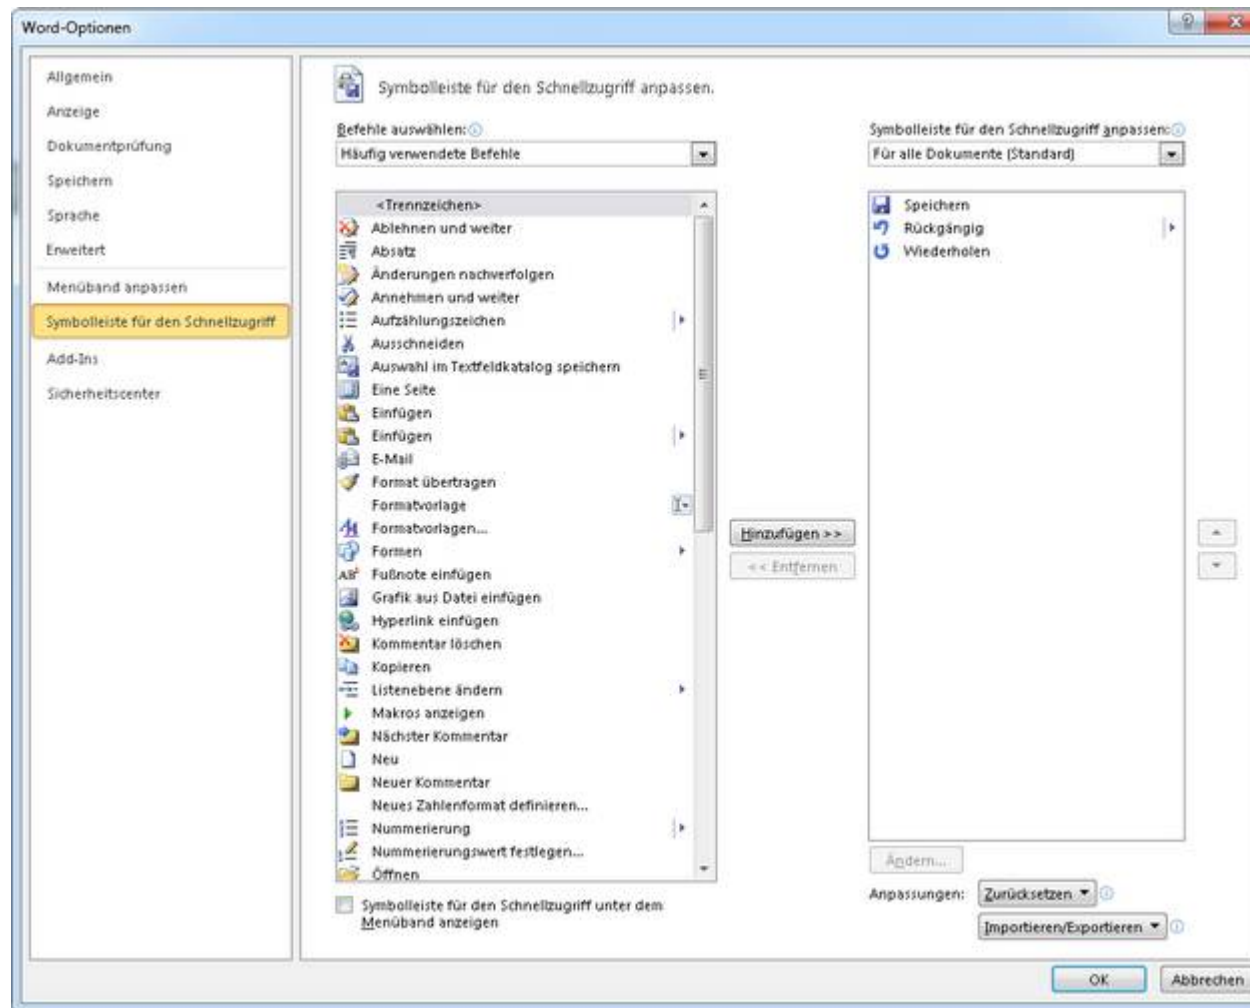 Word-Optionen
Allgemein
Anzeige
Dokumentprüfung
Speichern
Sprache
Erweitert
Menüband anpassen
Symbolleiste für den Schnellzugriff
Add-Ins
Sicherheitscenter
Symbolleiste für den Schnellzugriff anpassen.
Befehle auswählen:
Häufig verwendete Befehle
<Trennzeichen>
Ablehnen und weiter
Absatz
Änderungen nachverfolgen
Annehmen und weiter
Aufzählungszeichen
Ausschneiden
Auswahl im Textfeldkatalog speichern
Eine Seite
Einfügen
Einfügen
E-Mail
Format übertragen
Formatvorlage
Formatvorlagen...
Formen
Fußnote einfügen
Grafik aus Datei einfügen
Hyperlink einfügen
Kommentar löschen
Kopieren
Listenebene ändern
Makros anzeigen
Nächster Kommentar
Neu
Neuer Kommentar
Neues Zahlenformat definieren...
Nummerierung
Nummerierungswert festlegen...
Öffnen
Symbolleiste für den Schnellzugriff unter dem
Menüband anzeigen
Hinzufügen >>
<< Entfernen
Symbolleiste für den Schnellzugriff anpassen:
Für alle Dokumente (Standard)
Speichern
Rückgängig
Wiederholen
Ändern...
Anpassungen: Zurücksetzen
Importieren/Exportieren
OK Abbrechen